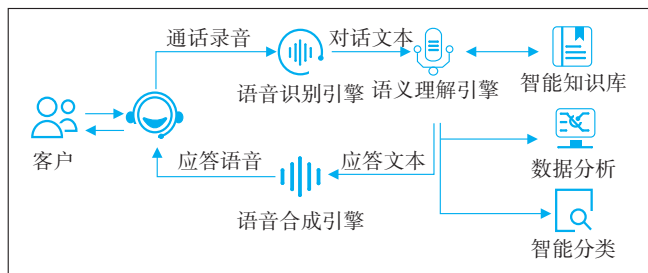 通话录音
对话文本
语音识别引擎
语义理解引擎
智能知识库
客户
应答语音
应答文本
数据分析
语音合成引擎
智能分类